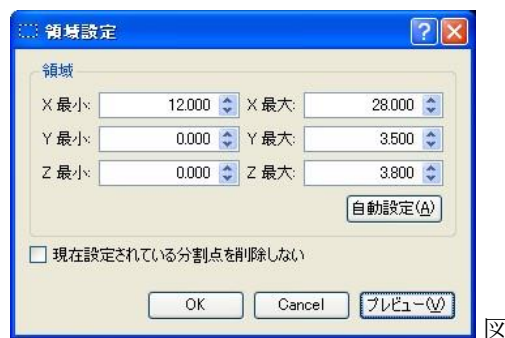 領域設定
領域
X 最小: 12.000 X 最大: 28.000
Y 最小: 0.000 Y 最大: 3.500
Z 最小: 0.000 Z 最大: 3.800
自動設定(A)
現在設定されている分割点を削除しない
OK Cancel プレビュー(V)
図